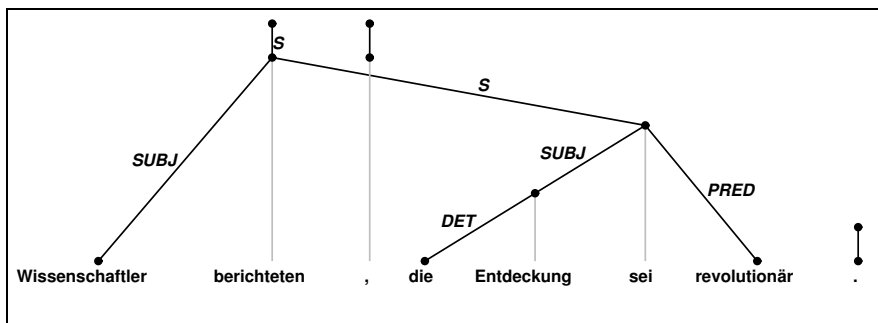 S
S
SUBJ
SUBJ
PRED
DET
Wissenschaftler berichteten , die Entdeckung sei revolutionär .